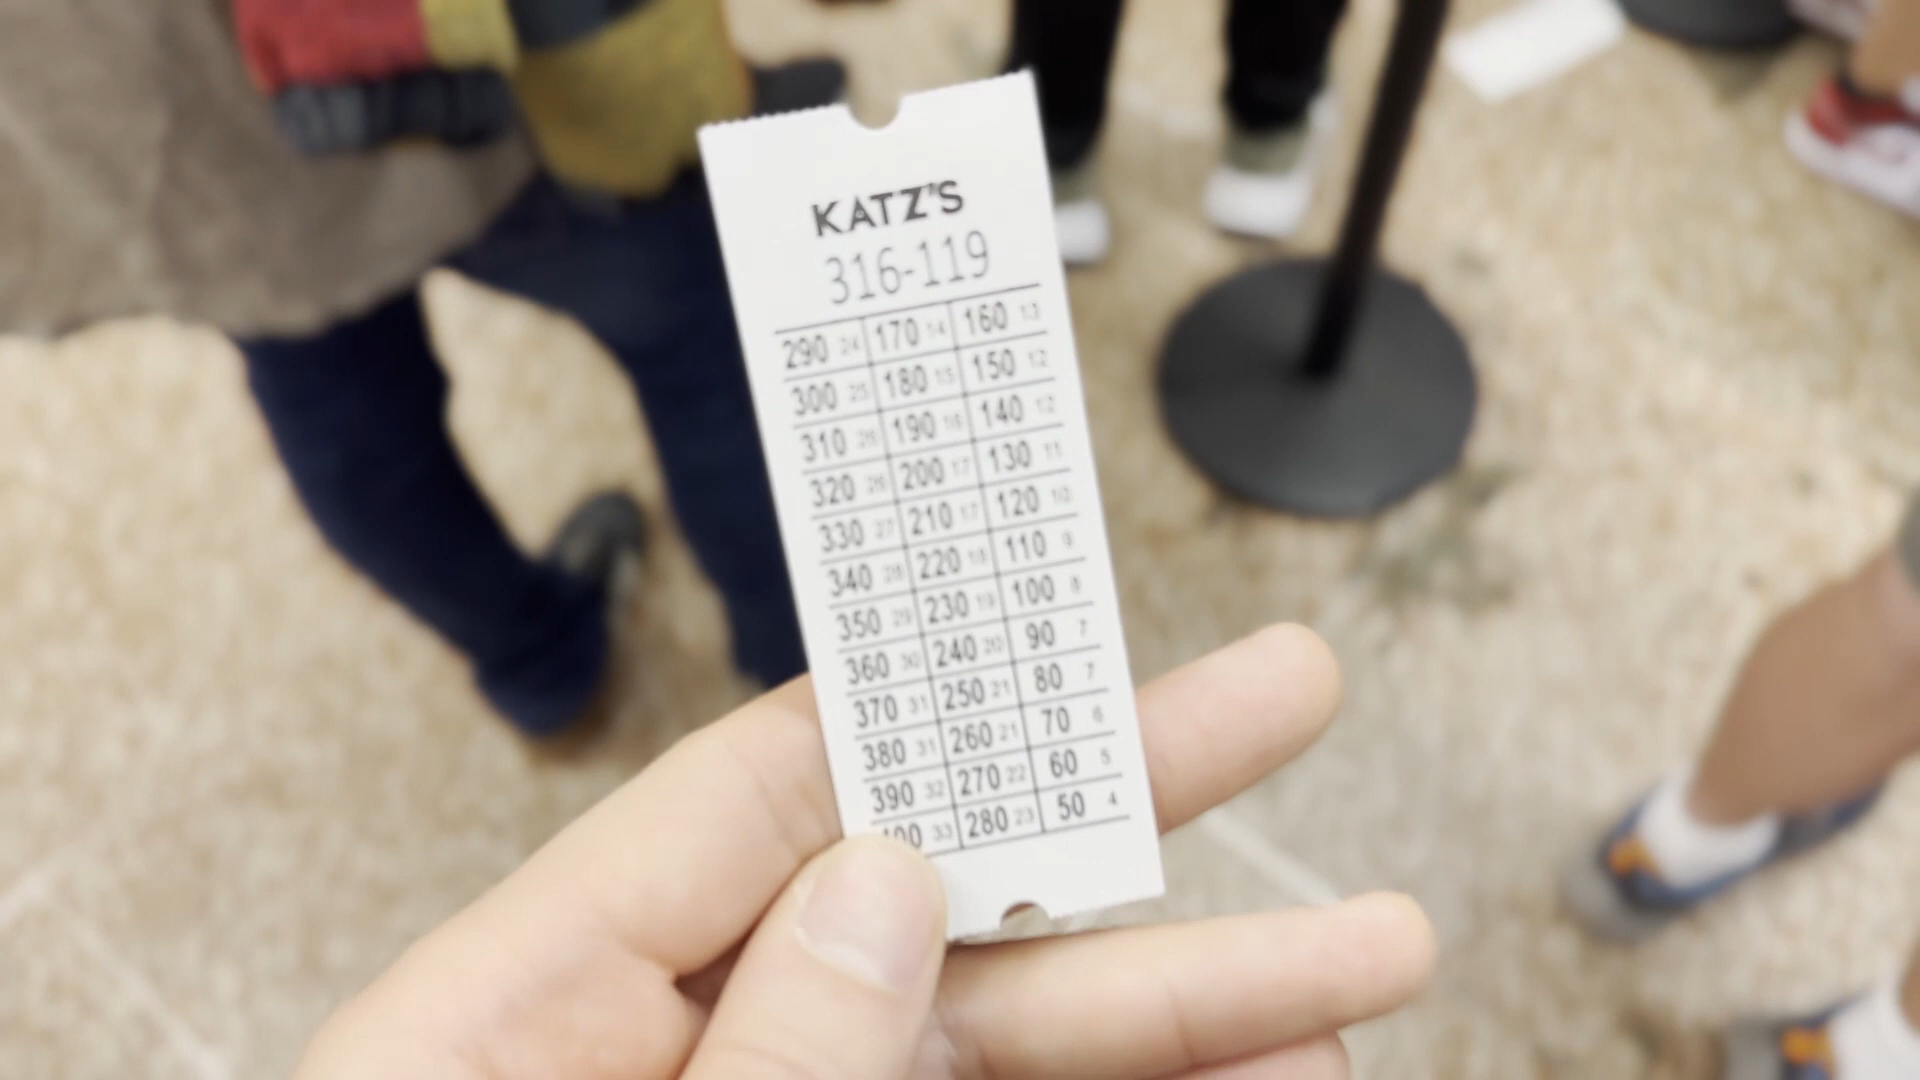 KATZ'S
316-119
290 24 170 14 160 13
300 25 180 15 150 12
310 26 190 16 140 12
320 26 200 17 130 11
330 27 210 17 120 10
340 28 220 18 110 9
350 29 230 19 100 8
360 30 240 20 90 7
370 31 250 21 80 7
380 31 260 21 70 6
390 32 270 22 60 5
33 280 23 50 4